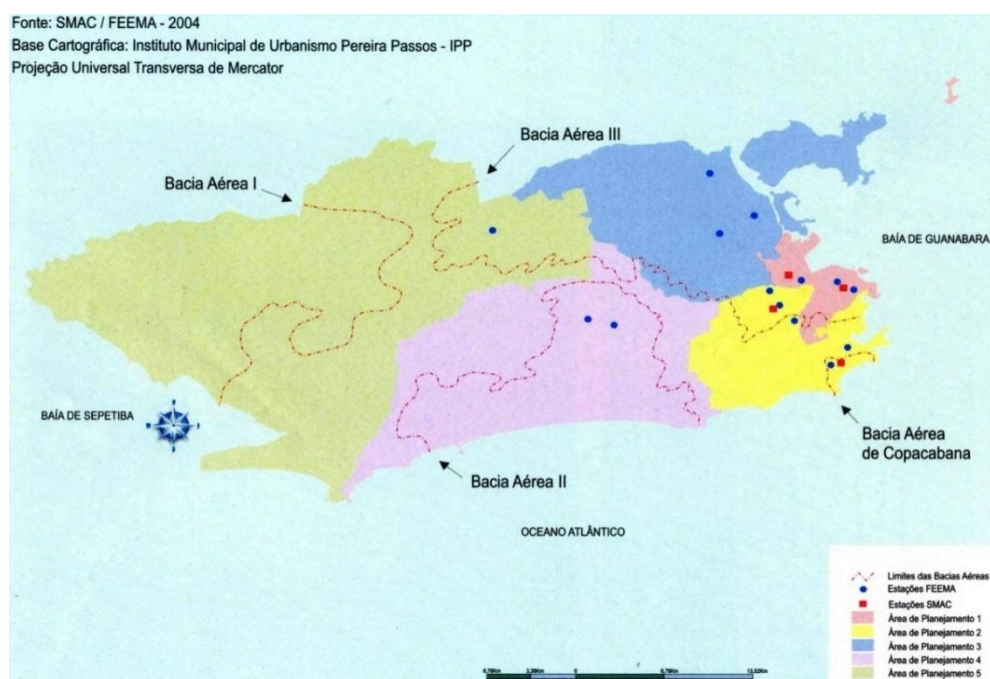 Fonte: SMAC / FEEMA - 2004
Base Cartográfica: Instituto Municipal de Urbanismo Pereira Passos - IPP
Projeção Universal Transversa de Mercator
Bacia Aérea III
Bacia Aérea I
BAÍA DE GUANABARA
BAÍA DE SEPETIBA
Bacia Aérea
de Copacabana
Bacia Aérea II
OCEANO ATLÂNTICO
Limites das Bacias Aéreas
Estações FEEMA
Estações SMAC
Área de Planejamento 1
Área de Planejamento 2
Área de Planejamento 3
Área de Planejamento 4
Área de Planejamento 5
0